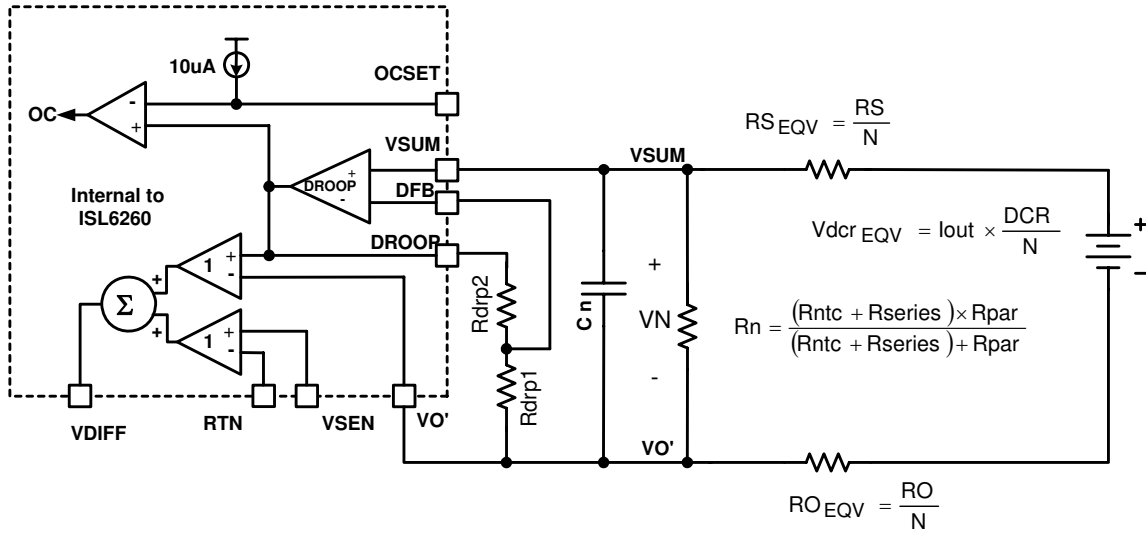 10uA
OCSET
OC
-
+
RS EQV = RS/N
VSUM
VSUM
+
DROOP
-
DFB
Internal to
ISL6260
Vdcr EQV = Iout × DCR/N
+
-
DROOP
+
1
-
+
Σ
+
Rdrp2
Cn
+
VN
-
Rn = (Rntc + Rseries) × Rpar / (Rntc + Rseries) + Rpar
1
+
-
Rdrp1
VDIFF
RTN
VSEN
VO'
VO'
RO EQV = RO/N